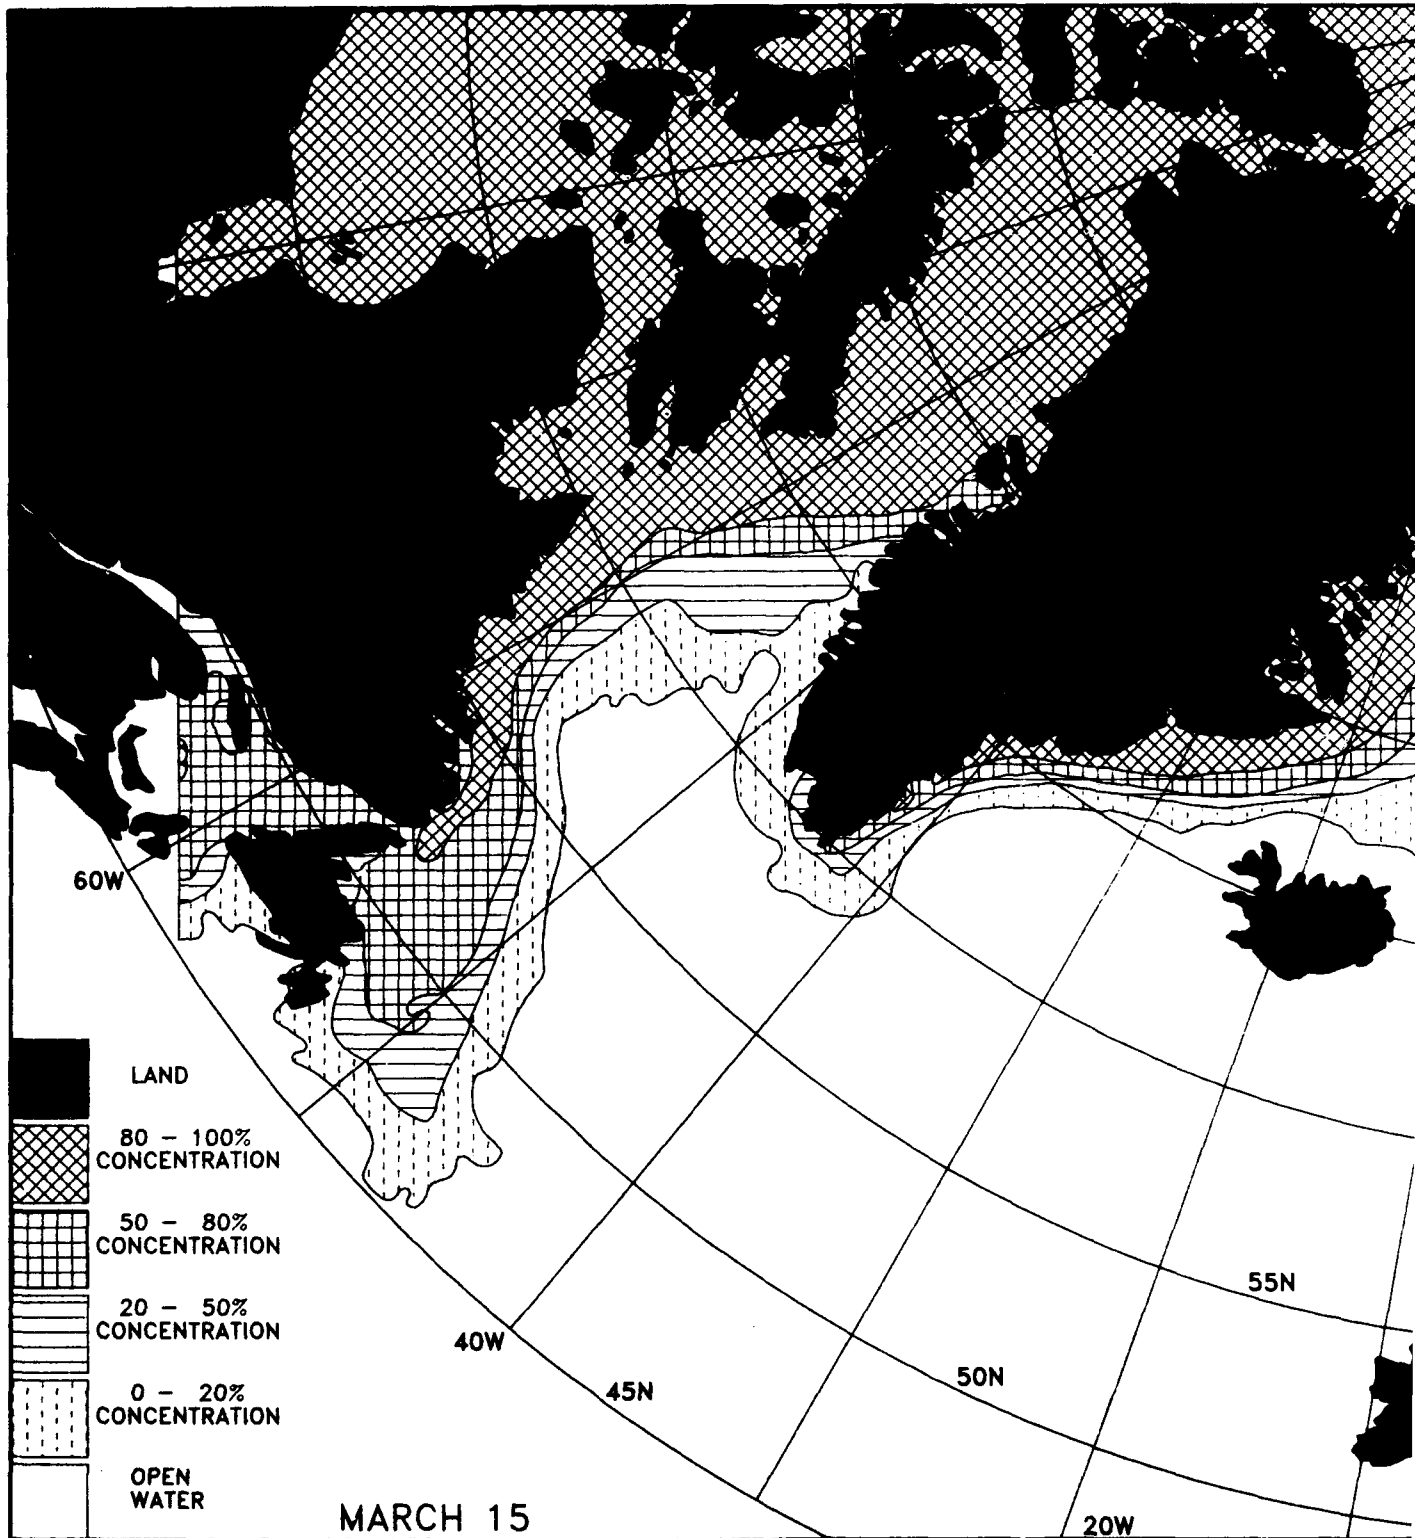 60W
LAND
80 - 100%
CONCENTRATION
50 - 80%
CONCENTRATION
20 - 50%
CONCENTRATION
0 - 20%
CONCENTRATION
OPEN
WATER
55N
40W
50N
45N
MARCH 15
20W